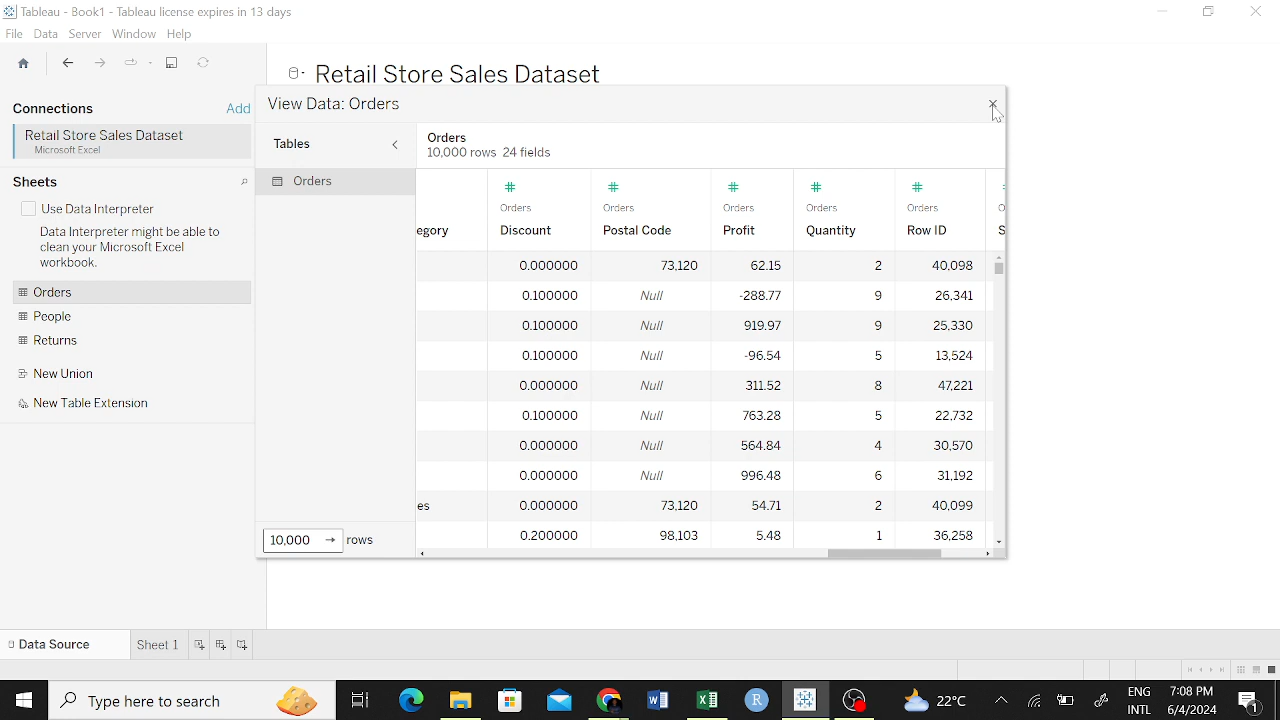 Tableau - Book1 - Tableau license expires in 13 days
File Data Server Window Help
Retail Store Sales Dataset
Connections Add
Retail Store Sales Dataset
Microsoft Excel
Sheets
Use Data Interpreter
Data Interpreter might be able to
clean your Microsoft Excel
workbook.
Orders
People
Returns
New Union
New Table Extension
View Data: Orders
Tables
Orders
Orders
10,000 rows 24 fields
Orders Orders Orders Orders Orders O
egory Discount Postal Code Profit Quantity Row ID S
0.000000 73,120 62.15 2 40,098
0.100000 Null -288.77 9 26,341
0.100000 Null 919.97 9 25,330
0.100000 Null -96.54 5 13,524
0.000000 Null 311.52 8 47,221
0.100000 Null 763.28 5 22,732
0.000000 Null 564.84 4 30,570
0.000000 Null 996.48 6 31,192
es 0.000000 73,120 54.71 2 40,099
0.200000 98,103 5.48 1 36,258
10,000 → rows
Data Source Sheet 1
Type here to search
22°C
ENG
INTL
7:08 PM
6/4/2024
1